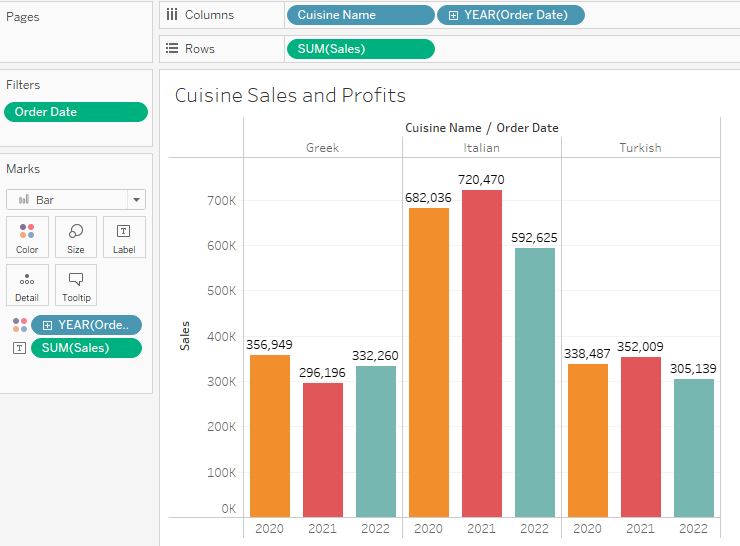 Pages
Columns
Cuisine Name
YEAR(Order Date)
Rows
SUM(Sales)
Filters
Order Date
Marks
Bar
Color
Size
Label
Detail
Tooltip
YEAR(Orde..
SUM(Sales)
Cuisine Sales and Profits
Cuisine Name / Order Date
Greek Italian Turkish
Sales
700K
600K
500K
400K
300K
200K
100K
0K
356,949
296,196
332,260
682,036
720,470
592,625
338,487
352,009
305,139
2020 2021 2022 2020 2021 2022 2020 2021 2022